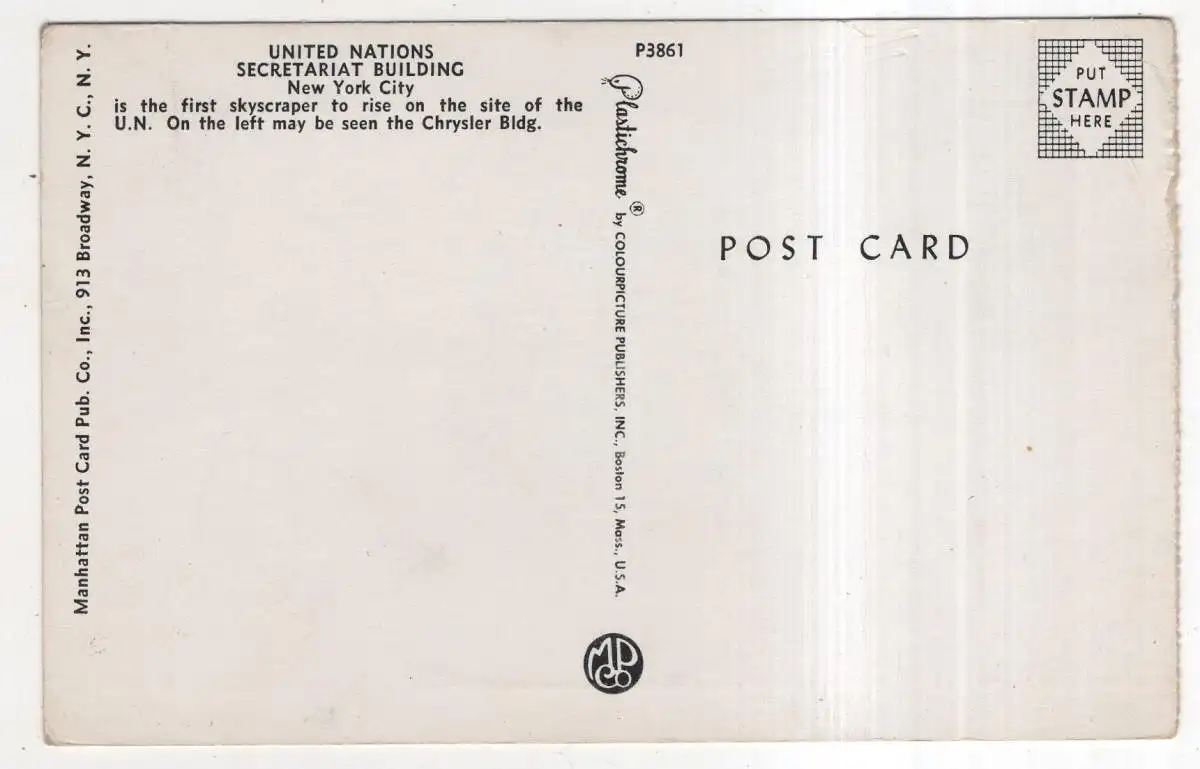 UNITED NATIONS
SECRETARIAT BUILDING
New York City
is the first skyscraper to rise on the site of the
U.N. On the left may be seen the Chrysler Bldg.
Manhattan Post Card Pub. Co., Inc., 913 Broadway, N. Y. C., N. Y.
P3861
Plastichrome ® by COLOURPICTURE PUBLISHERS, INC., Boston 15, Mass., U.S.A.
MPCo
PUT
STAMP
HERE
POST CARD